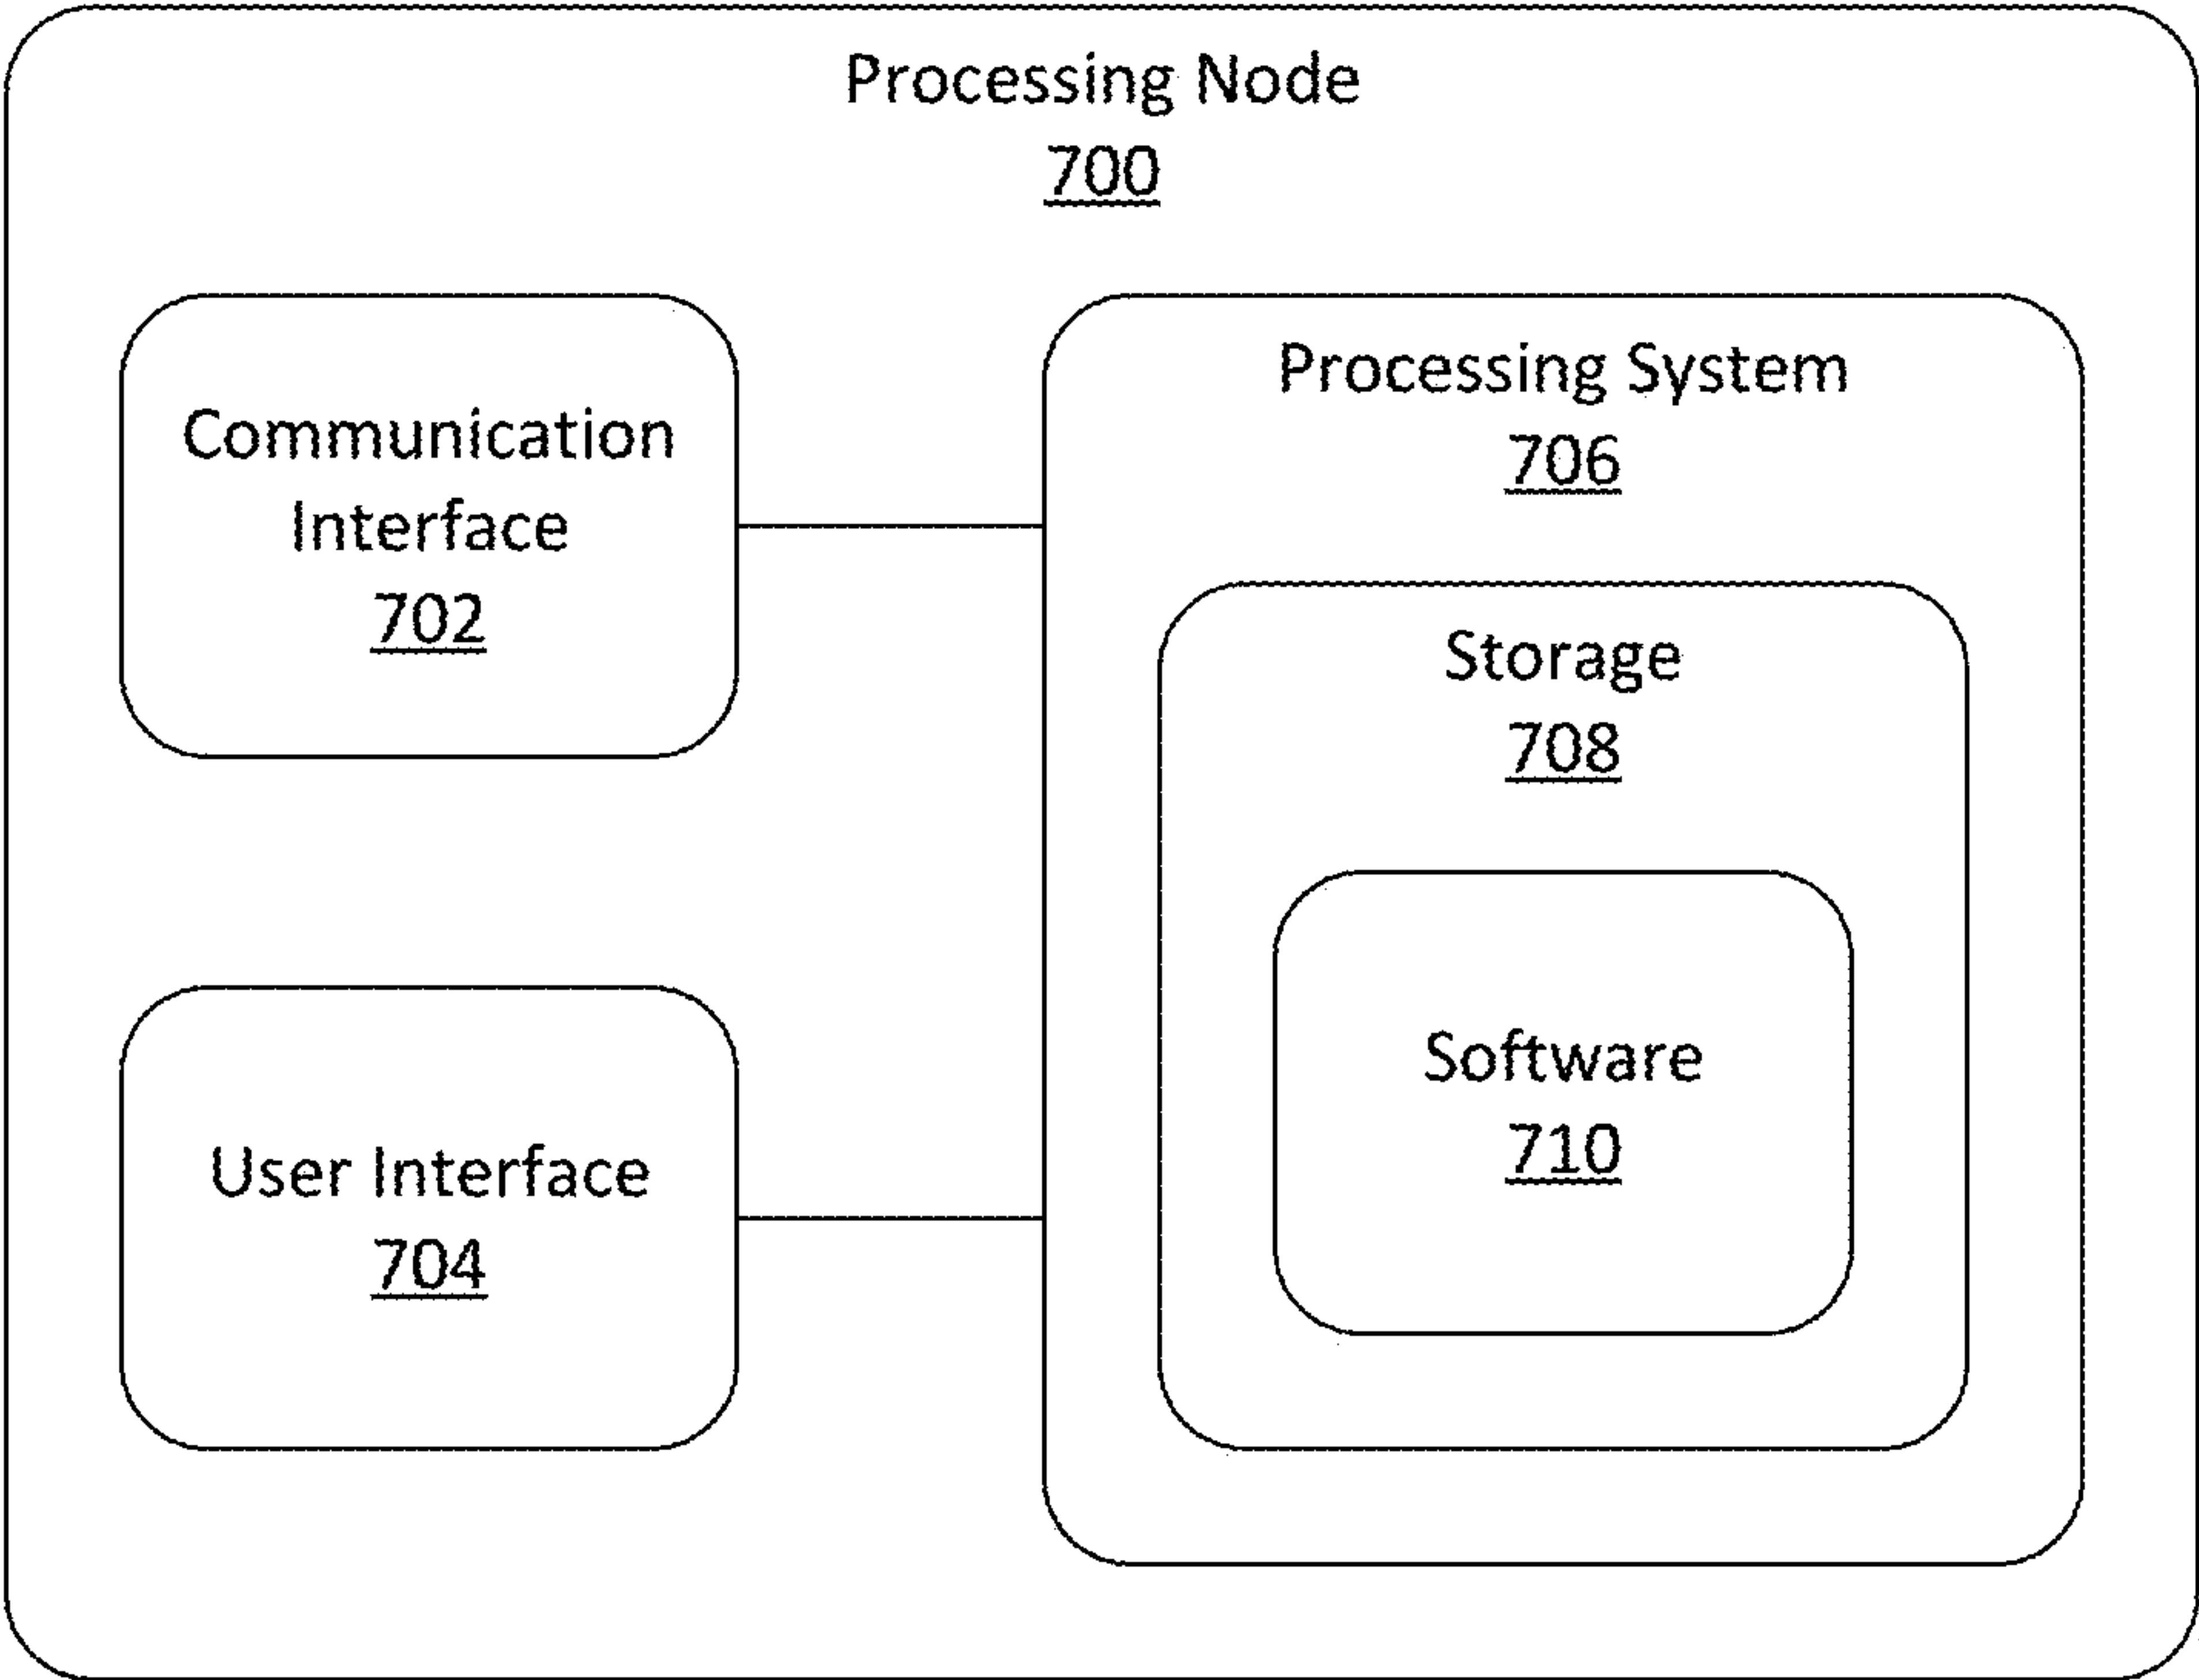 Processing Node
700
Communication
Interface
702
User Interface
704
Processing System
706
Storage
708
Software
710